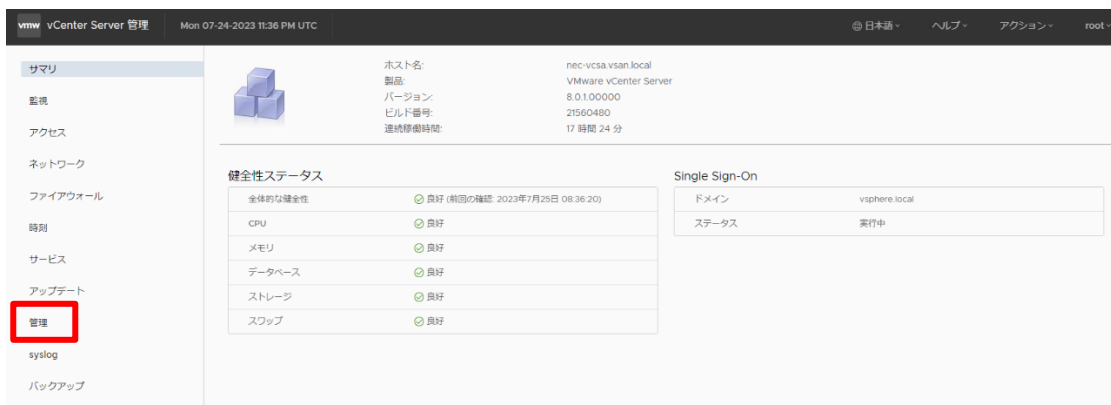 vmw vCenter Server 管理 Mon 07-24-2023 11:36 PM UTC 日本語 ヘルプ アクション root
サマリ
監視
アクセス
ネットワーク
ファイアウォール
時刻
サービス
アップデート
管理
syslog
バックアップ
ホスト名: nec-vcsa.vsan.local
製品: VMware vCenter Server
バージョン: 8.0.1.00000
ビルド番号: 21560480
連続稼働時間: 17 時間 24 分
健全性ステータス
全体的な健全性 良好 (前回の確認: 2023年7月25日 08:36:20)
CPU 良好
メモリ 良好
データベース 良好
ストレージ 良好
スワップ 良好
Single Sign-On
ドメイン vsphere.local
ステータス 実行中